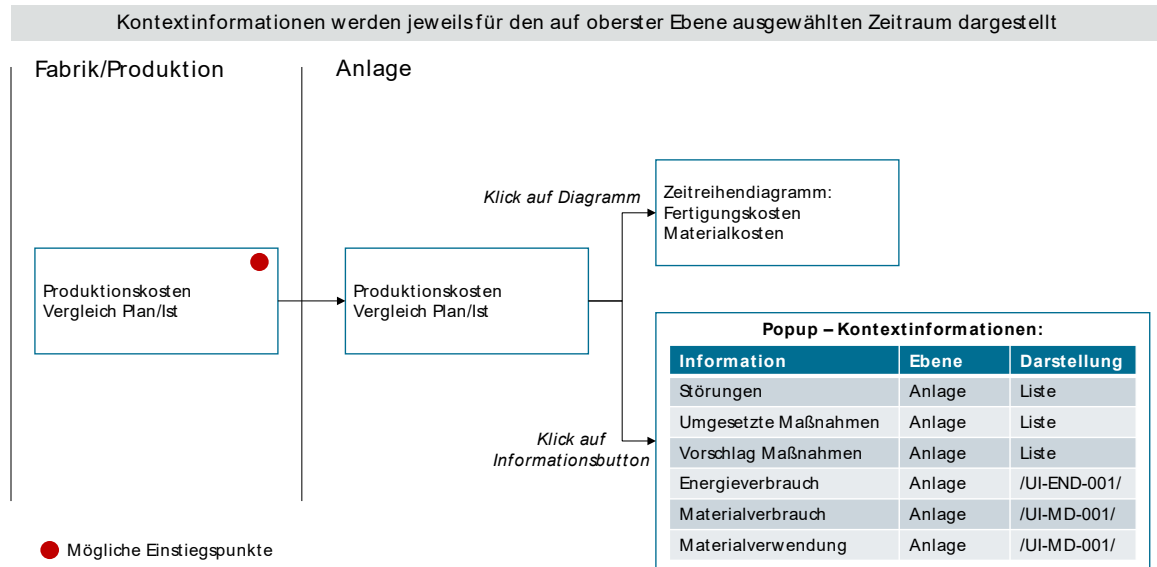 Kontextinformationen werden jeweils für den auf oberster Ebene ausgewählten Zeitraum dargestellt
Fabrik/Produktion
Anlage
Klick auf Diagramm
Zeitreihendiagramm:
Fertigungskosten
Materialkosten
Produktionskosten
Vergleich Plan/Ist
Produktionskosten
Vergleich Plan/Ist
Klick auf
Informationsbutton
Popup – Kontextinformationen:
Information Ebene Darstellung
Störungen Anlage Liste
Umgesetzte Maßnahmen Anlage Liste
Vorschlag Maßnahmen Anlage Liste
Energieverbrauch Anlage /UI-END-001/
Materialverbrauch Anlage /UI-MD-001/
Materialverwendung Anlage /UI-MD-001/
Mögliche Einstiegspunkte